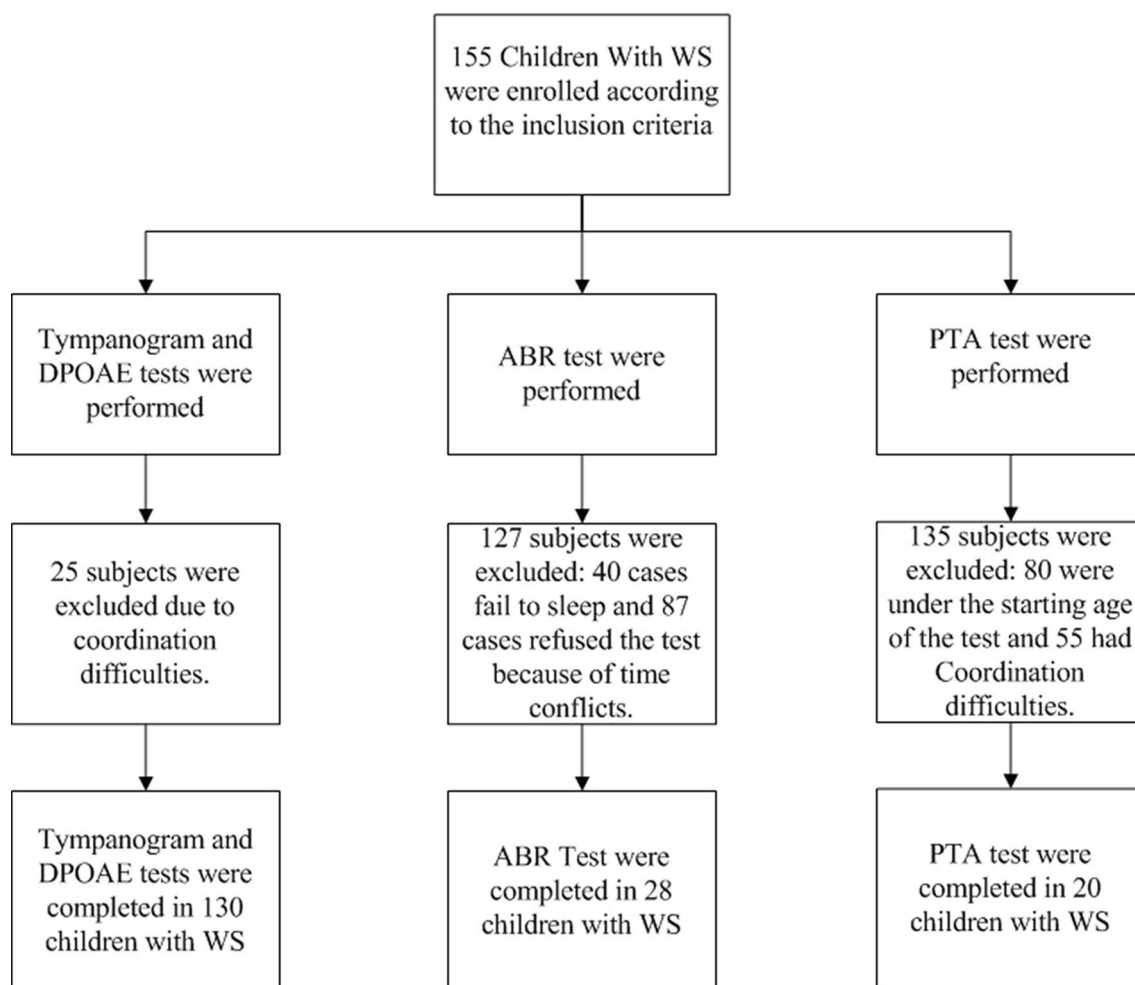 155 Children With WS
were enrolled according
to the inclusion criteria
Tympanogram and
DPOAE tests were
performed
ABR test were
performed
PTA test were
performed
25 subjects were
excluded due to
coordination
difficulties.
127 subjects were
excluded: 40 cases
fail to sleep and 87
cases refused the test
because of time
conflicts.
135 subjects were
excluded: 80 were
under the starting age
of the test and 55 had
Coordination
difficulties.
Tympanogram and
DPOAE tests were
completed in 130
children with WS
ABR Test were
completed in 28
children with WS
PTA test were
completed in 20
children with WS